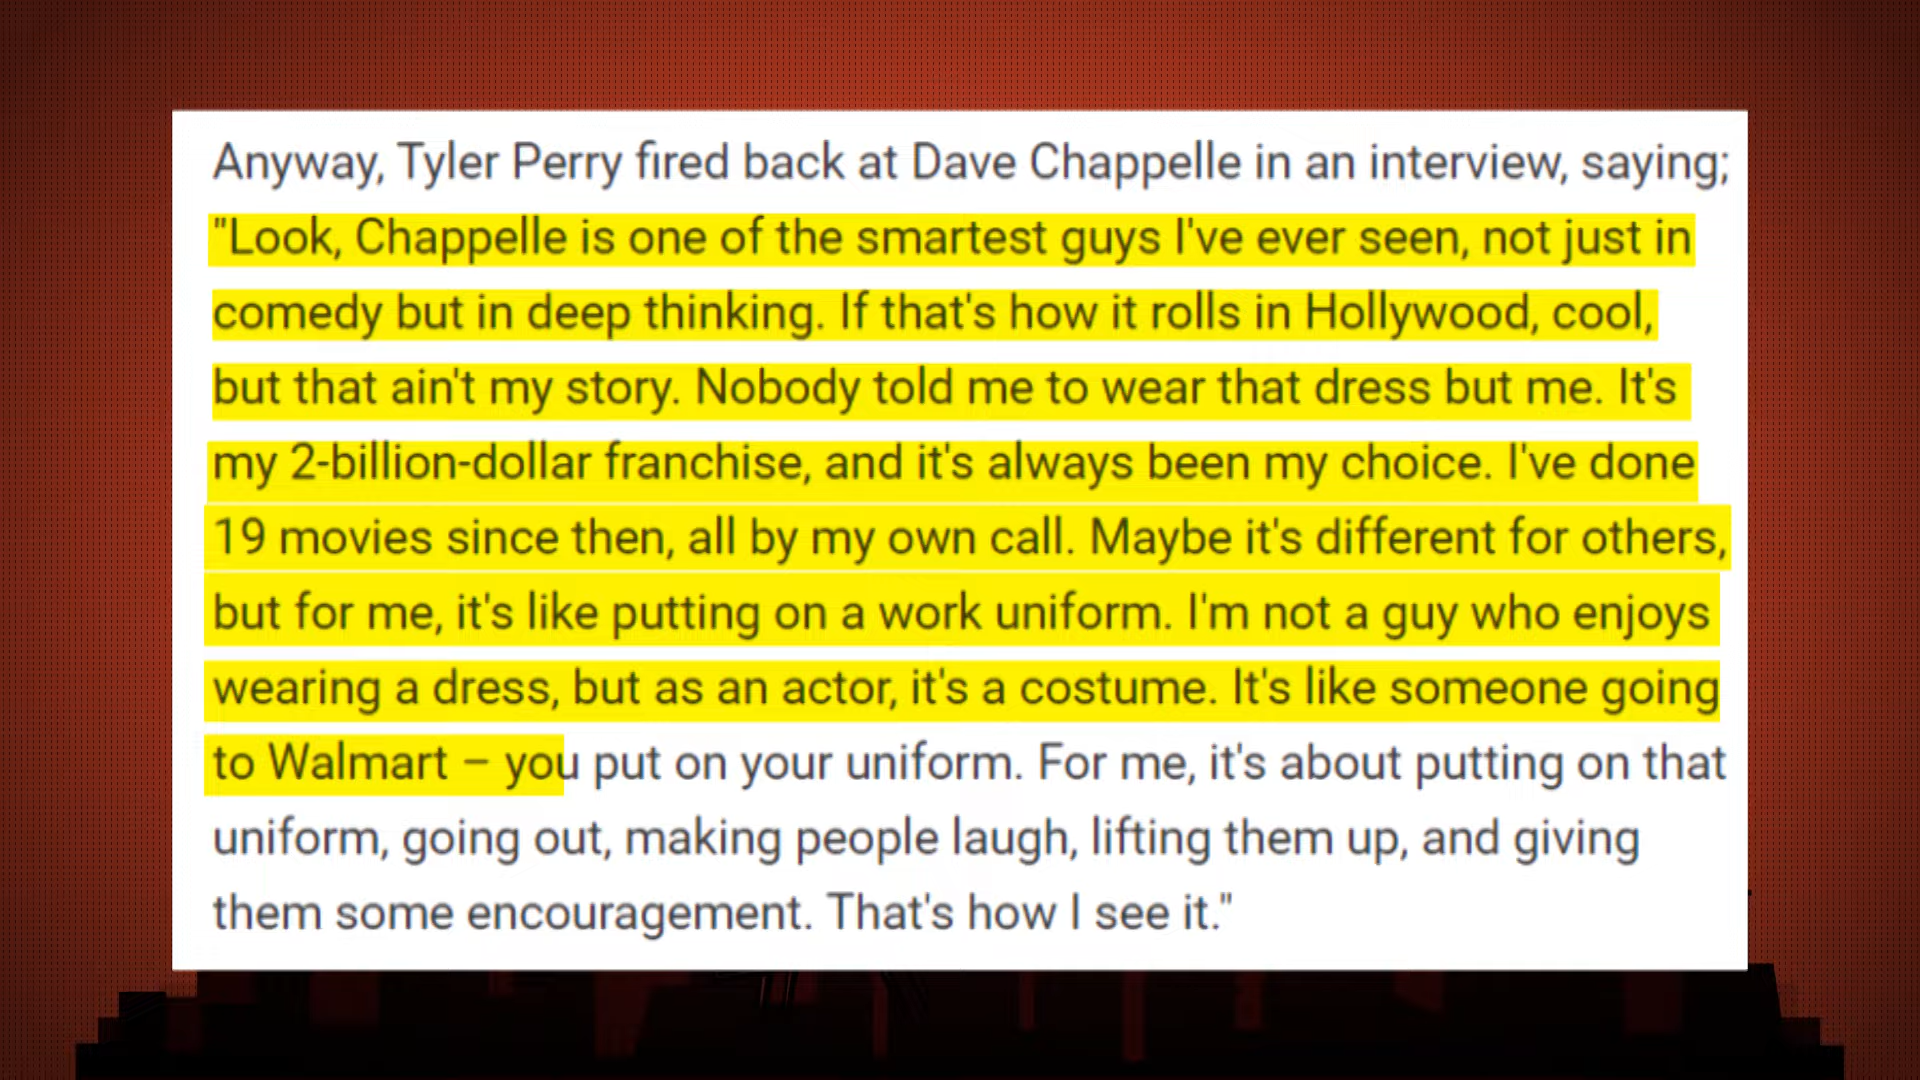 Anyway, Tyler Perry fired back at Dave Chappelle in an interview, saying;
"Look, Chappelle is one of the smartest guys I've ever seen, not just in
comedy but in deep thinking. If that's how it rolls in Hollywood, cool,
but that ain't my story. Nobody told me to wear that dress but me. It's
my 2-billion-dollar franchise, and it's always been my choice. I've done
19 movies since then, all by my own call. Maybe it's different for others,
but for me, it's like putting on a work uniform. I'm not a guy who enjoys
wearing a dress, but as an actor, it's a costume. It's like someone going
to Walmart – you put on your uniform. For me, it's about putting on that
uniform, going out, making people laugh, lifting them up, and giving
them some encouragement. That's how I see it."